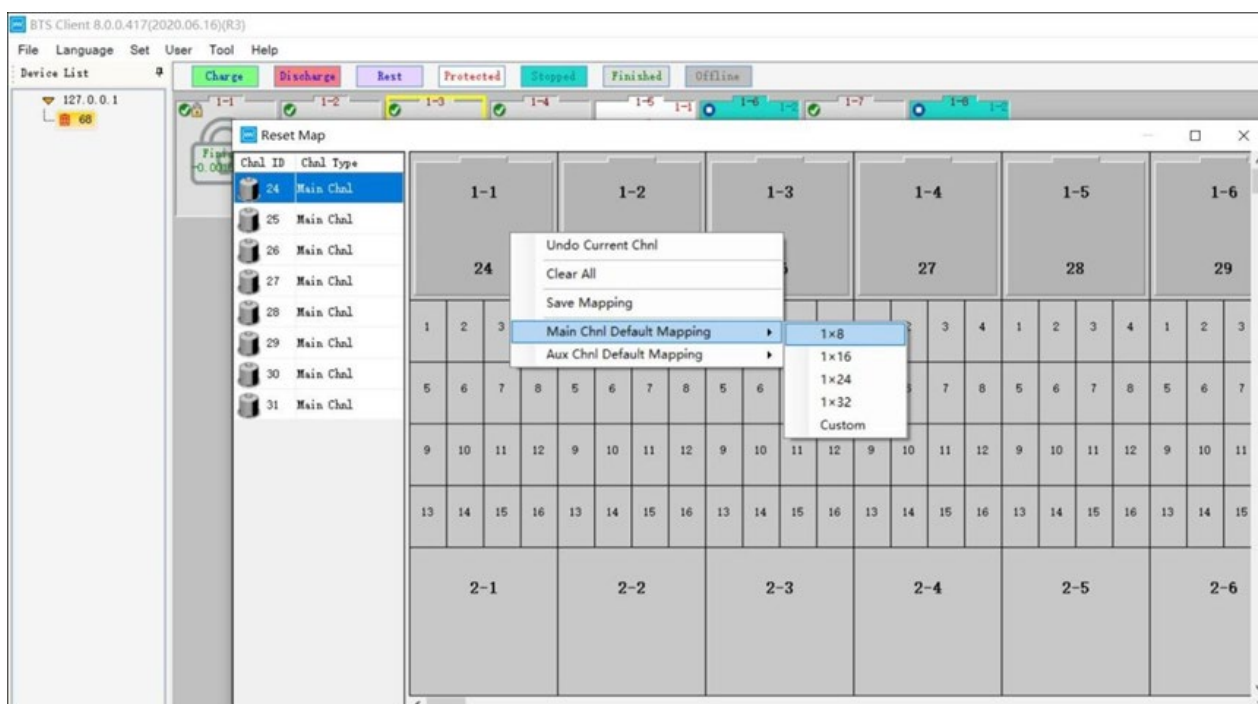 BTS Client 8.0.0.417(2020.06.16)(R3)
File Language Set User Tool Help
Device List
Charge Discharge Rest Protected Stopped Finished Offline
127.0.0.1
68
1-1 1-2 1-3 1-4 1-5 1-1 1-6 1-2 1-7 1-8 1-2
Reset Map
Chnl ID Chnl Type
24 Main Chnl
25 Main Chnl
26 Main Chnl
27 Main Chnl
28 Main Chnl
29 Main Chnl
30 Main Chnl
31 Main Chnl
1-1 1-2 1-3 1-4 1-5 1-6
24 27 28 29
Undo Current Chnl
Clear All
Save Mapping
Main Chnl Default Mapping
Aux Chnl Default Mapping
1×8
1×16
1×24
1×32
Custom
1 2 3 3 4 1 2 3 4 1 2 3
5 6 7 8 5 6 7 8 5 6 7 8 5 6 7 8 5 6 7
9 10 11 12 9 10 11 12 9 10 11 12 9 10 11 12 9 10 11 12 9 10 11
13 14 15 16 13 14 15 16 13 14 15 16 13 14 15 16 13 14 15 16 13 14 15
2-1 2-2 2-3 2-4 2-5 2-6